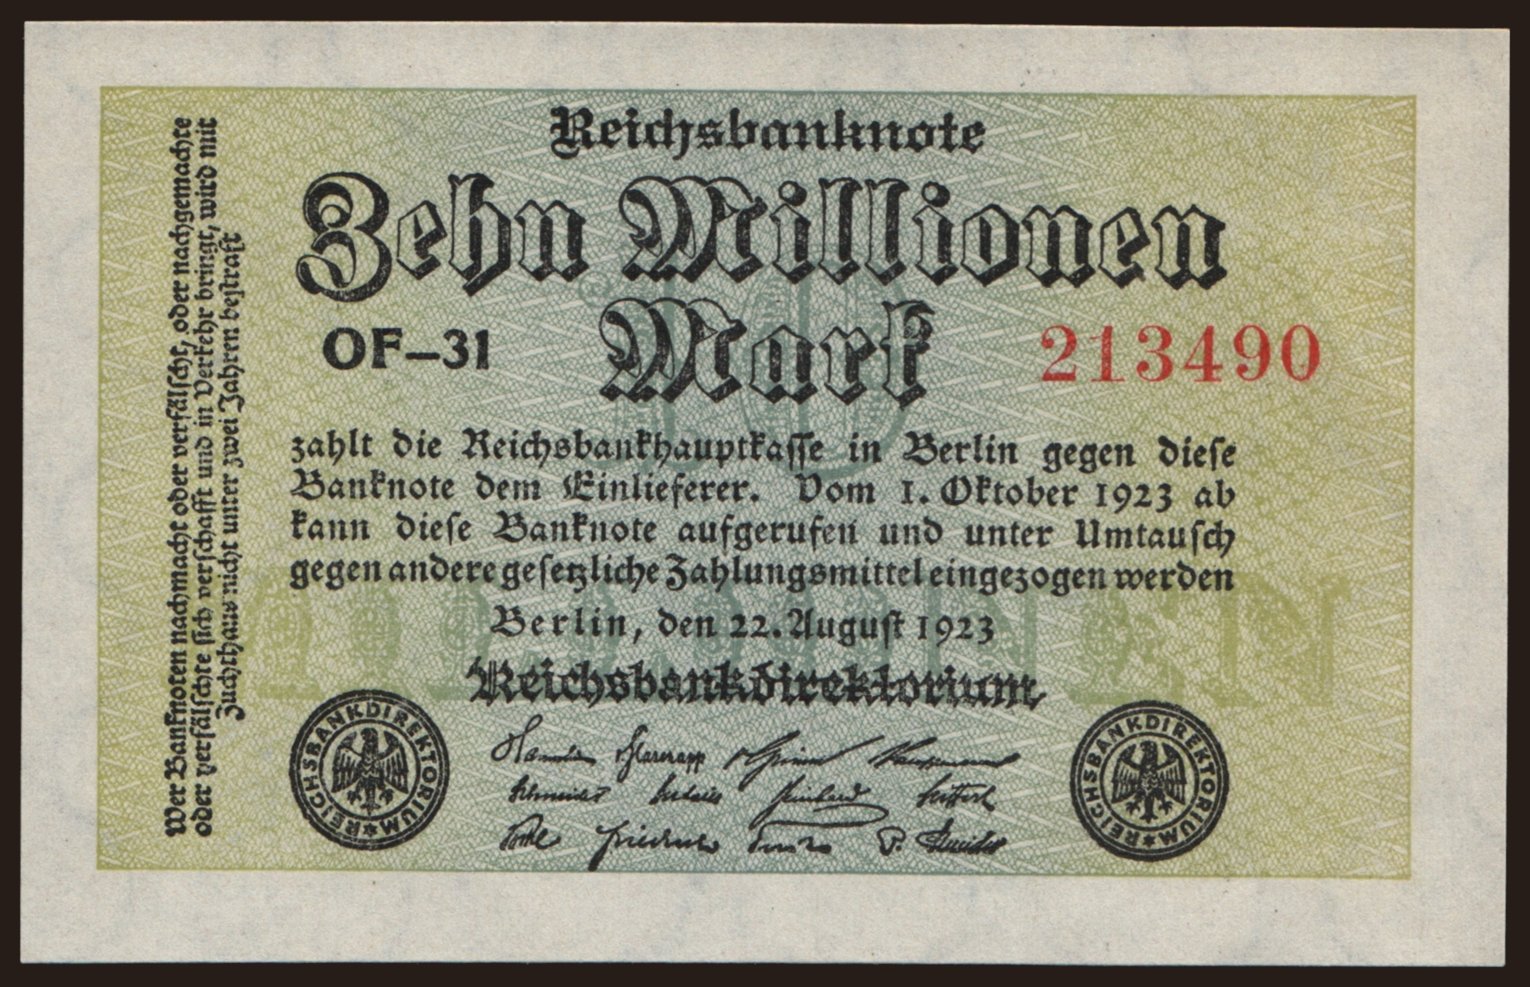 Reichsbanknote
Zehn Millionen
Mark
OF–31
213490
zahlt die Reichsbankhauptkasse in Berlin gegen diese
Banknote dem Einlieferer. Vom 1. Oktober 1923 ab
kann diese Banknote aufgerufen und unter Umtausch
gegen andere gesetzliche Zahlungsmittel eingezogen werden
Berlin, den 22. August 1923
Reichsbankdirektorium
Wer Banknoten nachmacht oder verfälscht, oder nachgemachte
oder verfälschte sich verschafft und in Verkehr bringt, wird mit
Zuchthaus nicht unter zwei Jahren bestraft
REICHSBANKDIREKTORIUM
REICHSBANKDIREKTORIUM